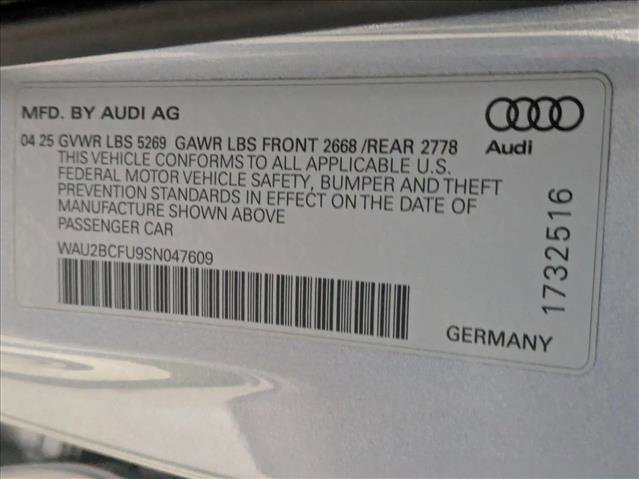 MFD. BY AUDI AG
04 25 GVWR LBS 5269 GAWR LBS FRONT 2668 /REAR 2778
THIS VEHICLE CONFORMS TO ALL APPLICABLE U.S.
FEDERAL MOTOR VEHICLE SAFETY, BUMPER AND THEFT
PREVENTION STANDARDS IN EFFECT ON THE DATE OF
MANUFACTURE SHOWN ABOVE
PASSENGER CAR
WAU2BCFU9SN047609
Audi
1732516
GERMANY